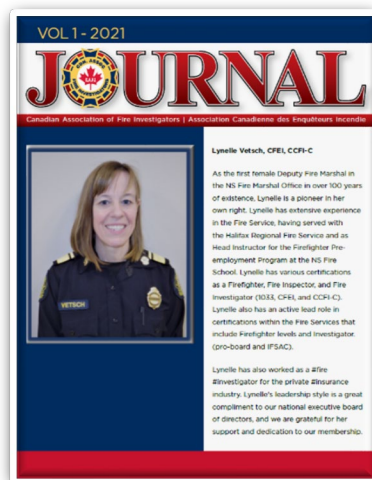 VOL 1 - 2021
JOURNAL
Canadian Association of Fire Investigators | Association Canadienne des Enquêteurs Incendie
Lynelle Vetsch, CFEI, CCFI-C
As the first female Deputy Fire Marshal in
the NS Fire Marshal Office in over 100 years
of existence, Lynelle is a pioneer in her
own right. Lynelle has extensive experience
in the Fire Service, having served with
the Halifax Regional Fire Service and as
Head Instructor for the Firefighter Pre-
employment Program at the NS Fire
School. Lynelle has various certifications
as a Firefighter, Fire Inspector, and Fire
Investigator (1033, CFEI, and CCFI-C).
Lynelle also has an active lead role in
certifications within the Fire Services that
include Firefighter levels and Investigator.
(pro-board and IFSAC).
Lynelle has also worked as a #fire
#investigator for the private #insurance
industry. Lynelle's leadership style is a great
compliment to our national executive board
of directors, and we are grateful for her
support and dedication to our membership.
VETSCH